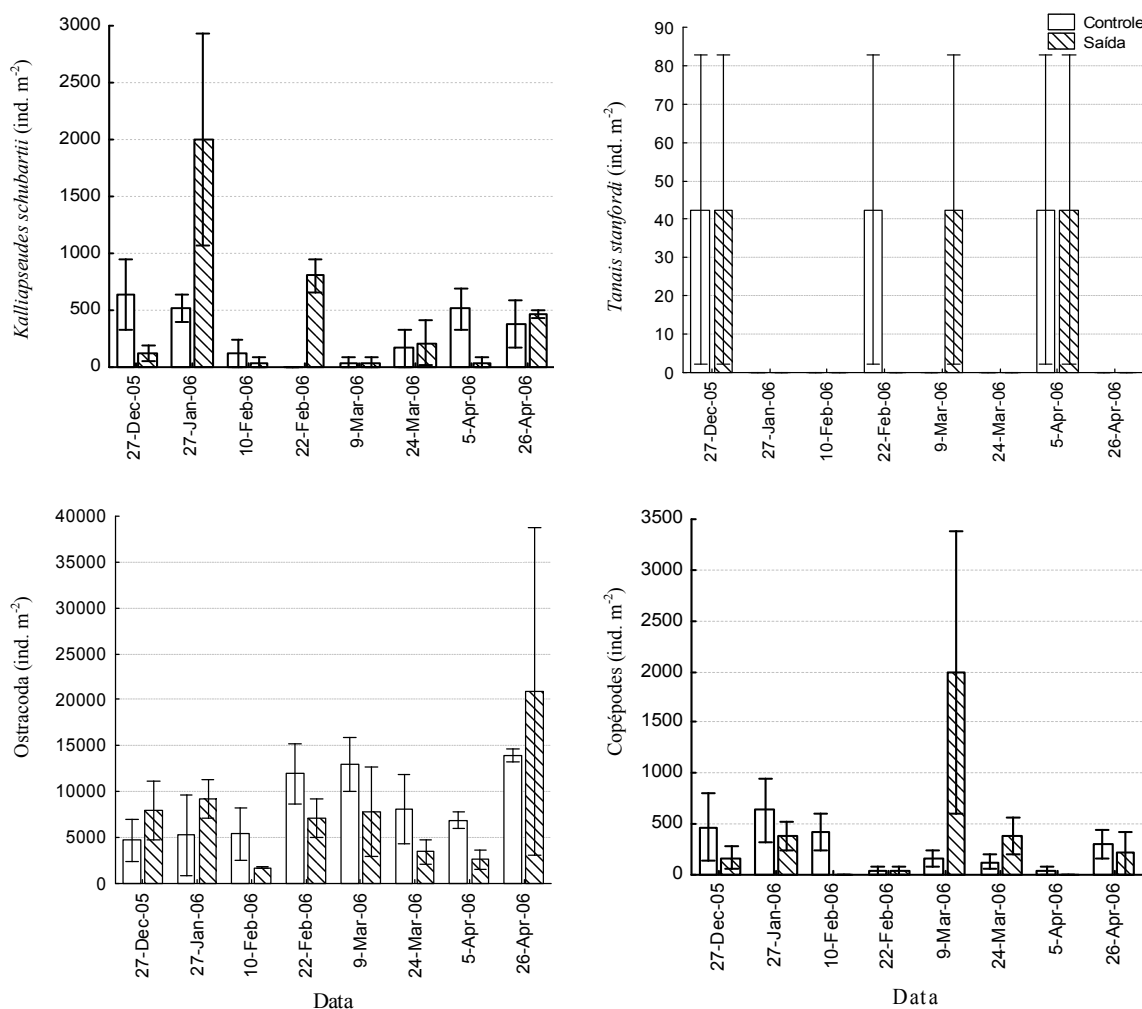 Kalliapseudes schubartii (ind. m-2)
3000
2500
2000
1500
1000
500
0
27-Dec-05
27-Jan-06
10-Feb-06
22-Feb-06
9-Mar-06
24-Mar-06
5-Apr-06
26-Apr-06
Controle
Saída
Tanais stanfordi (ind. m-2)
90
80
70
60
50
40
30
20
10
0
27-Dec-05
27-Jan-06
10-Feb-06
22-Feb-06
9-Mar-06
24-Mar-06
5-Apr-06
26-Apr-06
Ostracoda (ind. m-2)
40000
35000
30000
25000
20000
15000
10000
5000
0
27-Dec-05
27-Jan-06
10-Feb-06
22-Feb-06
9-Mar-06
24-Mar-06
5-Apr-06
26-Apr-06
Data
Copépodes (ind. m-2)
3500
3000
2500
2000
1500
1000
500
0
27-Dec-05
27-Jan-06
10-Feb-06
22-Feb-06
9-Mar-06
24-Mar-06
5-Apr-06
26-Apr-06
Data